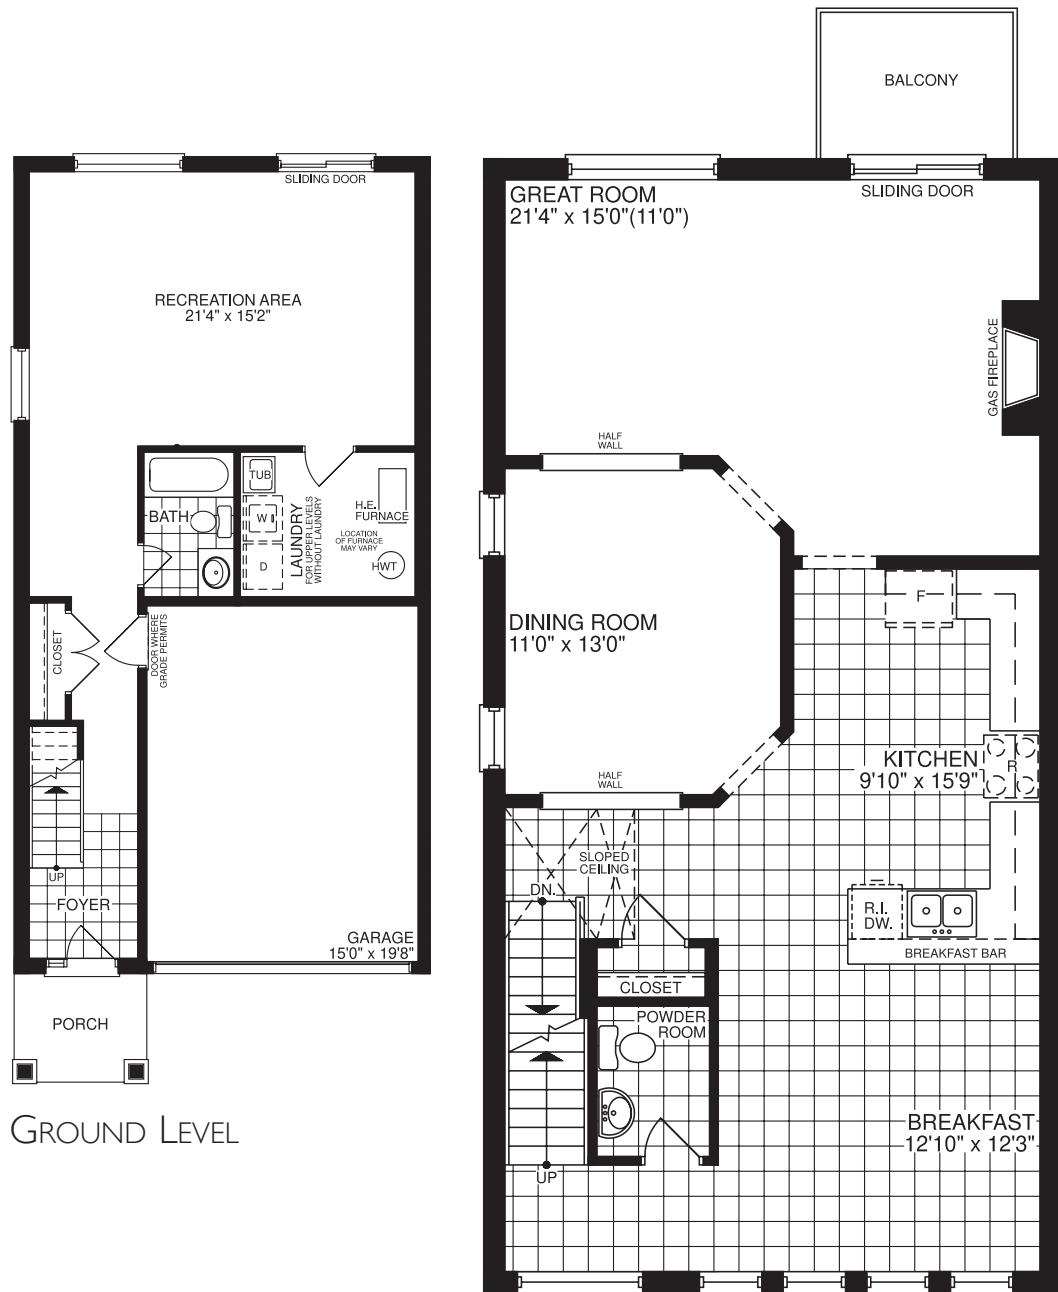 SLIDING DOOR
RECREATION AREA
21'4" x 15'2"
TUB
W
D
LAUNDRY
FOR UPPER LEVELS
WITHOUT LAUNDRY
H.E.
FURNACE
LOCATION
OF FURNACE
MAY VARY
HWT
BATH
CLOSET
DOOR WHERE
GRADE PERMITS
UP
FOYER
GARAGE
15'0" x 19'8"
PORCH
GROUND LEVEL
BALCONY
GREAT ROOM
21'4" x 15'0"(11'0")
SLIDING DOOR
GAS FIREPLACE
HALF
WALL
DINING ROOM
11'0" x 13'0"
F
KITCHEN
9'10" x 15'9"
R
HALF
WALL
SLOPED
CEILING
DN.
R.I.
DW.
BREAKFAST BAR
CLOSET
POWDER
ROOM
BREAKFAST
12'10" x 12'3"
UP